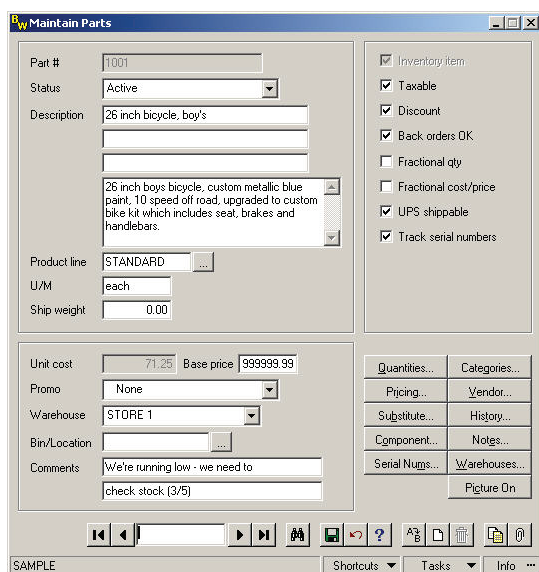 BW Maintain Parts
Part # 1001
Status Active
Description 26 inch bicycle, boy's
26 inch boys bicycle, custom metallic blue
paint, 10 speed off road, upgraded to custom
bike kit which includes seat, brakes and
handlebars.
Product line STANDARD ...
U/M each
Ship weight 0.00
Inventory item
Taxable
Discount
Back orders OK
Fractional qty
Fractional cost/price
UPS shippable
Track serial numbers
Unit cost 71.25 Base price 999999.99
Promo None
Warehouse STORE 1
Bin/Location ...
Comments We're running low - we need to
check stock (3/5)
Quantities... Categories...
Pricing... Vendor...
Substitute... History...
Component... Notes...
Serial Nums... Warehouses...
Picture On
SAMPLE Shortcuts Tasks Info ...